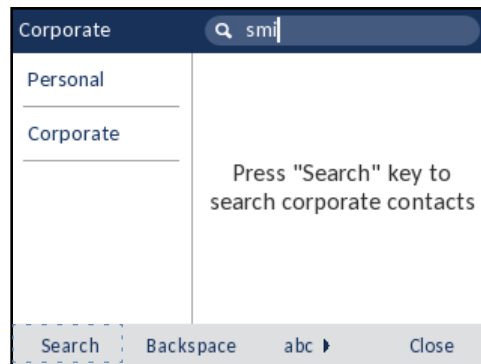 Corporate
smi
Personal
Corporate
Press "Search" key to
search corporate contacts
Search Backspace abc Close